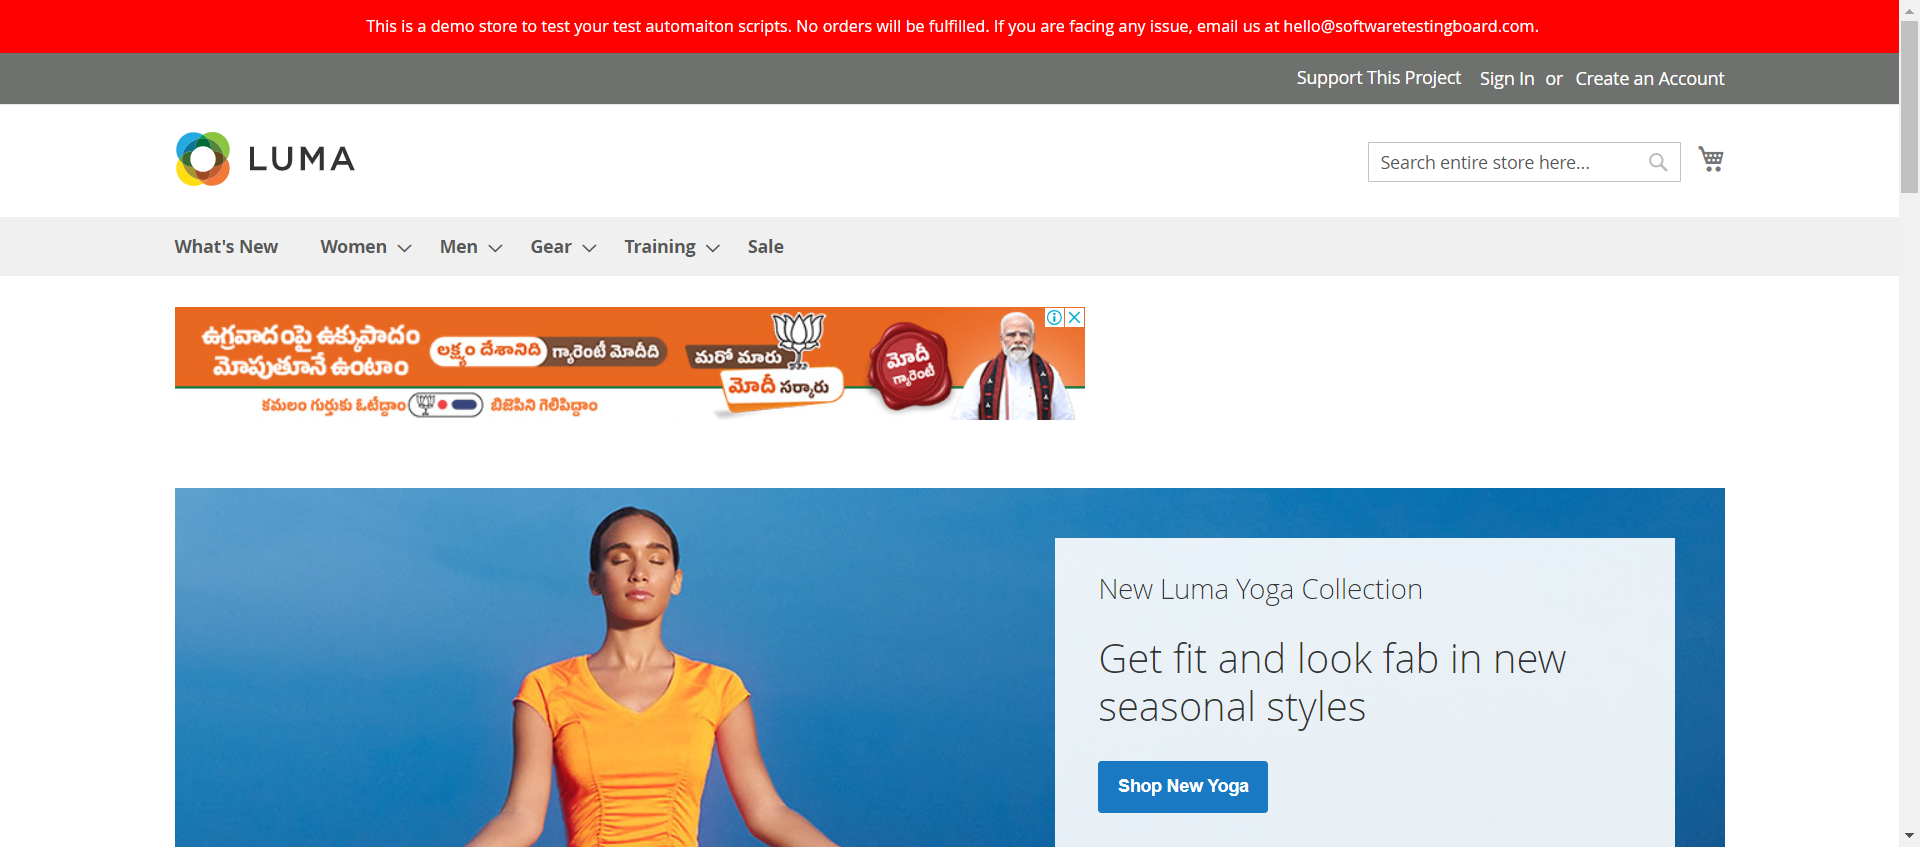 This is a demo store to test your test automaiton scripts. No orders will be fulfilled. If you are facing any issue, email us at hello@softwaretestingboard.com.
Support This Project Sign In or Create an Account
LUMA
Search entire store here...
What's New Women Men Gear Training Sale
ఉగ్రవాదంపై ఉక్కుపాదం
మోపుతూనే ఉంటాం
లక్ష్యం దేశానిది గ్యారెంటీ మోదీది
కమలం గుర్తుకు ఓటేద్దాం బిజెపిని గెలిపిద్దాం
మరో మారు
మోదీ సర్కారు
మోదీ
గ్యారెంటీ
New Luma Yoga Collection
Get fit and look fab in new
seasonal styles
Shop New Yoga